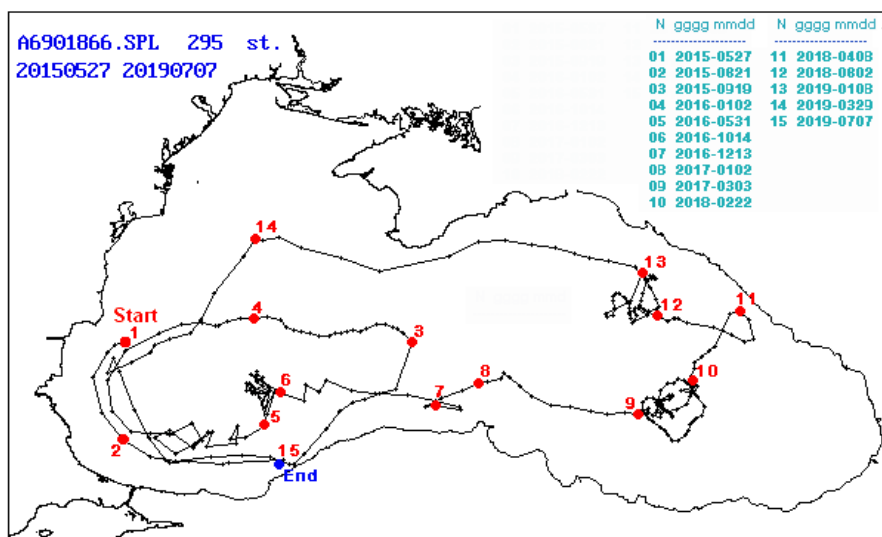 A6901866.SPL 295 st.
20150527 20190707
N gggg mmdd N gggg mmdd
-------------------- --------------------
01 2015-0527 11 2018-0408
02 2015-0821 12 2018-0802
03 2015-0919 13 2019-0108
04 2016-0102 14 2019-0329
05 2016-0531 15 2019-0707
06 2016-1014
07 2016-1213
08 2017-0102
09 2017-0303
10 2018-0222
14
13
Start
4
11
12
1
3
8
10
6
7
9
5
2
15
End